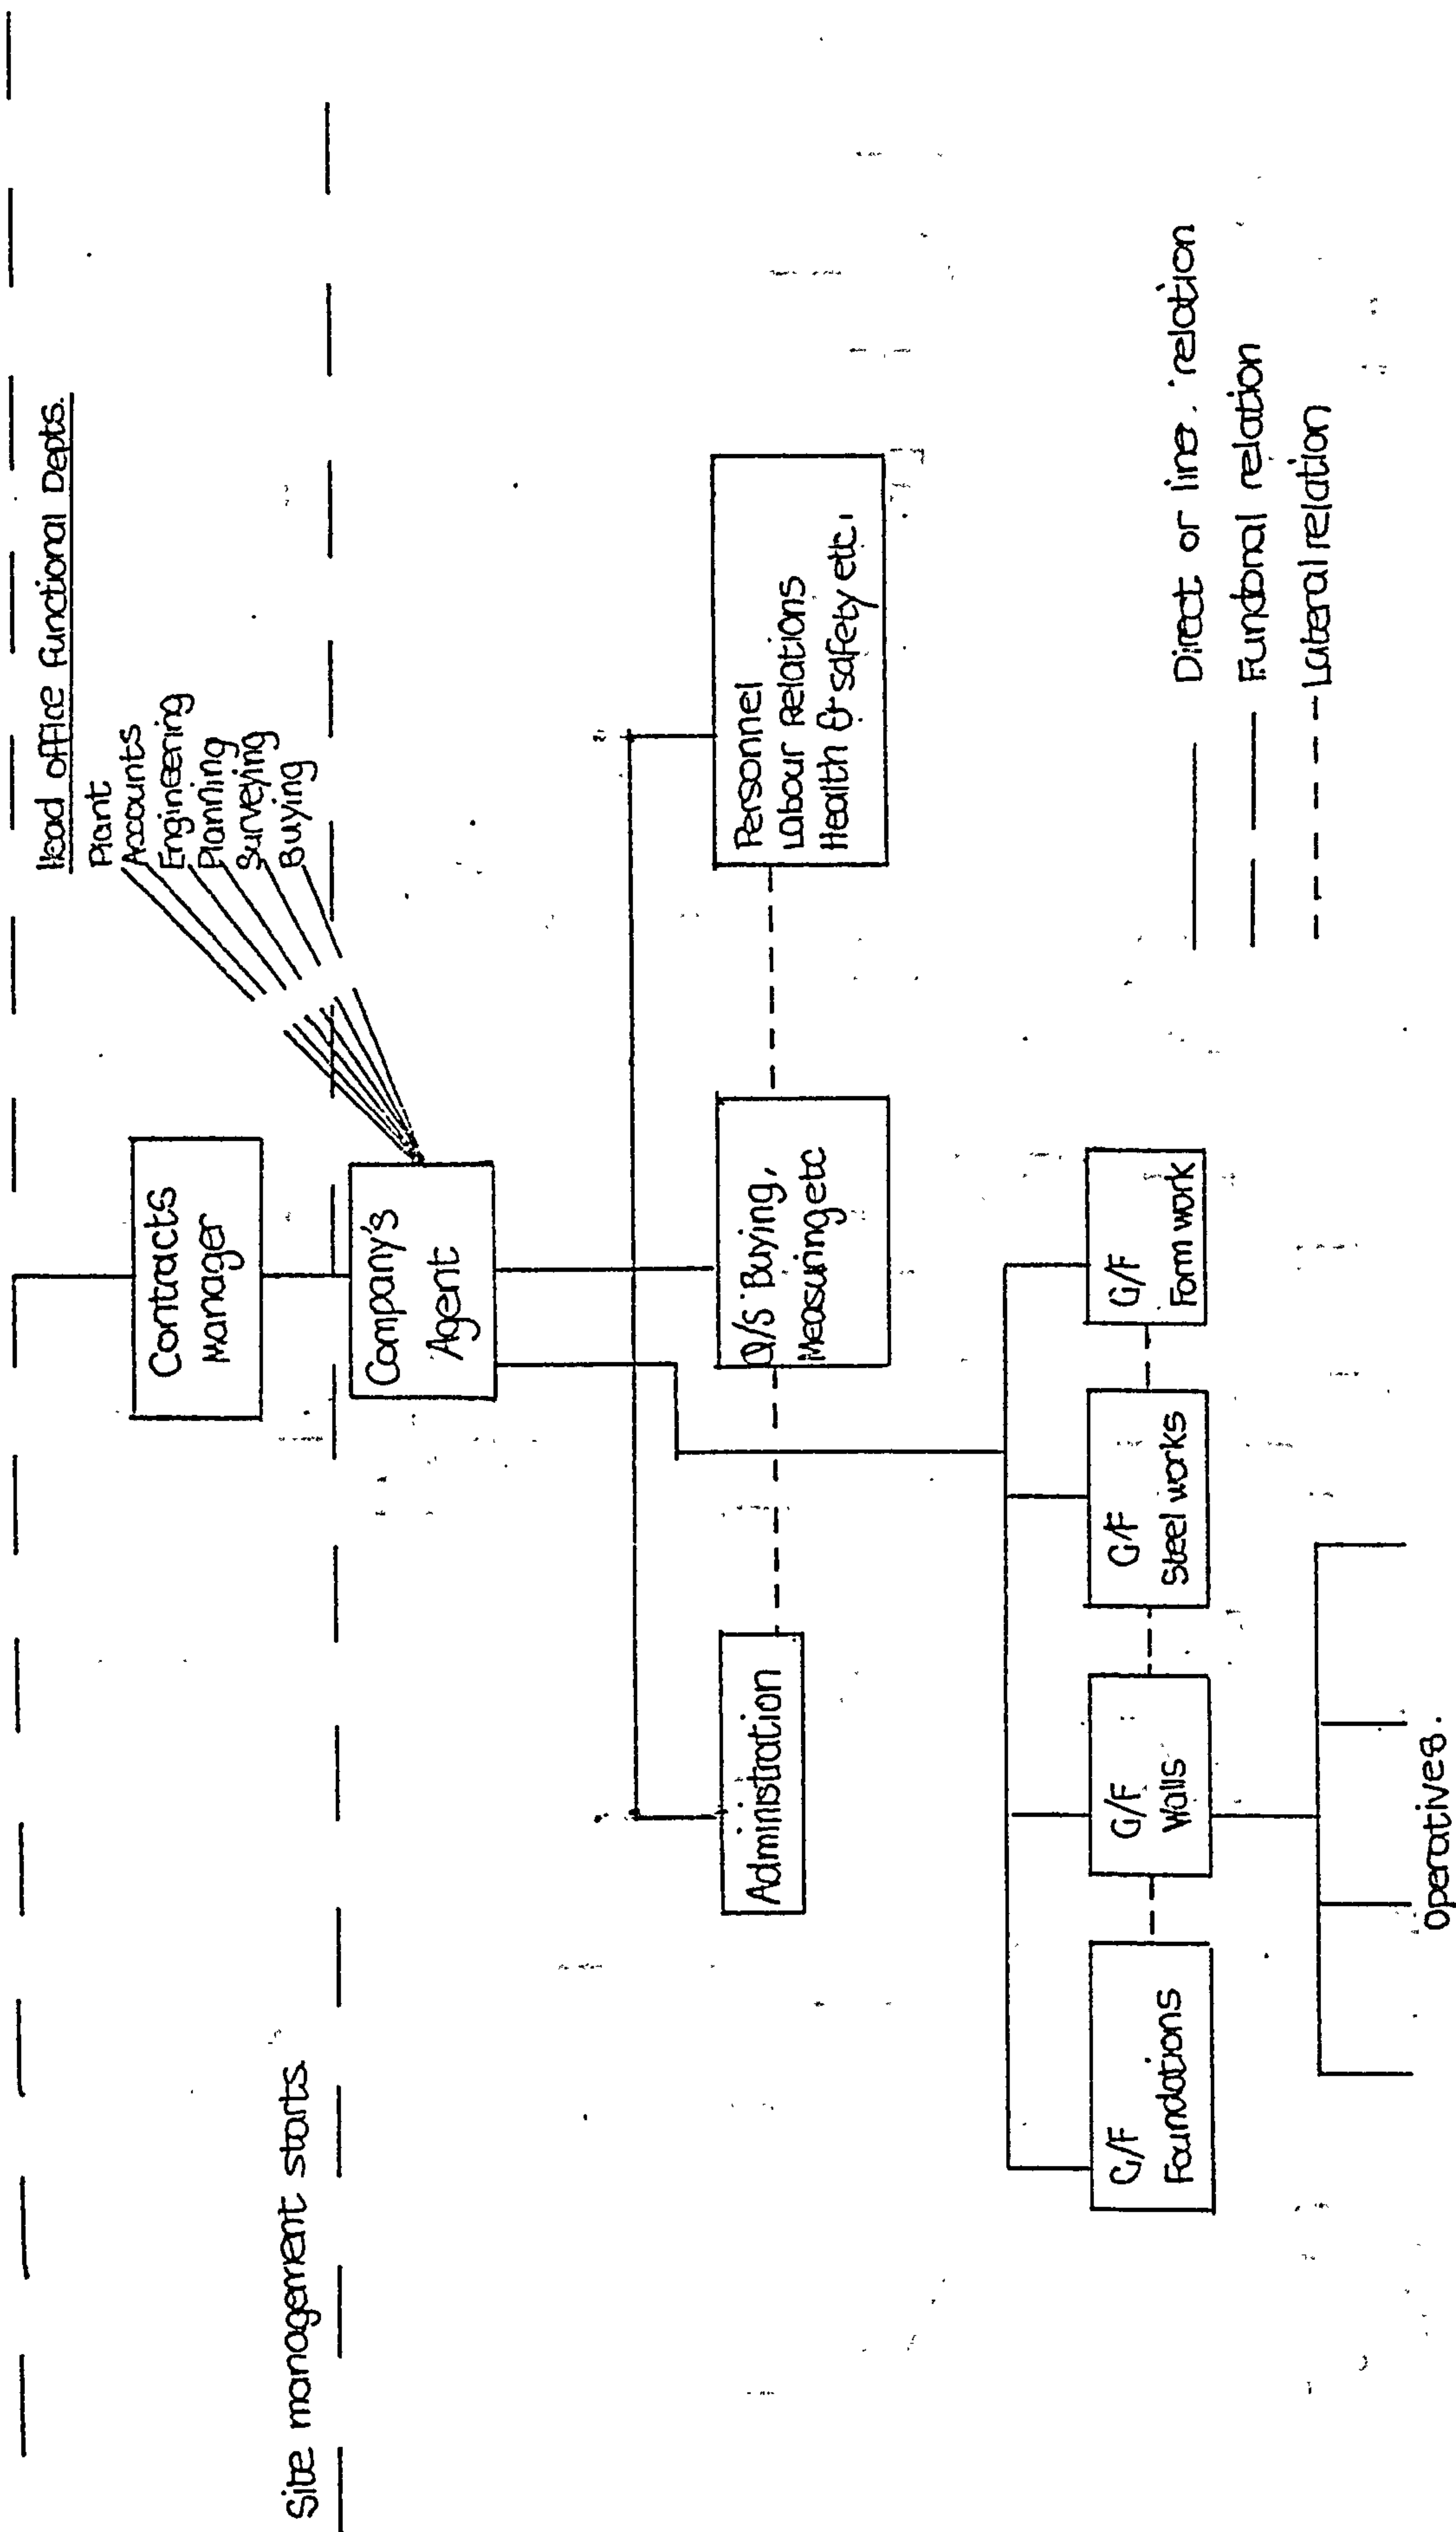 Head office functional Depts.
Plant
Accounts
Engineering
Planning
Surveying
Buying
Contracts
Manager
Site management starts.
Company's
Agent
Administration
Q/S Buying,
Measuring etc
Personnel
Labour Relations
Health & safety etc.
G/F
Foundations
G/F
Walls
G/F
Steel works
G/F
Form work
Operatives.
Direct or line relation
Functonal relation
Lateral relation